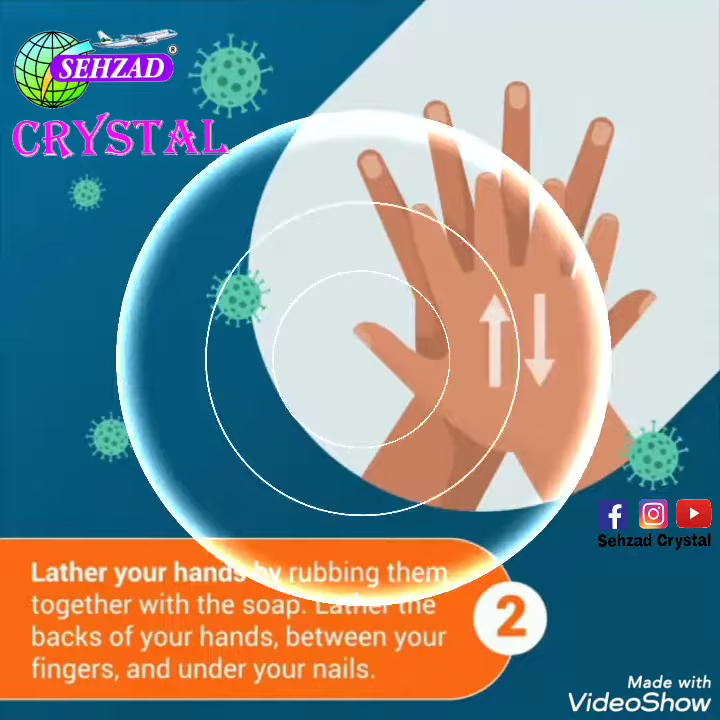 SEHZAD ®
CRYSTAL
Sehzad Crystal
Lather your hands by rubbing them
together with the soap. Lather the
backs of your hands, between your
fingers, and under your nails.
2
Made with
VideoShow